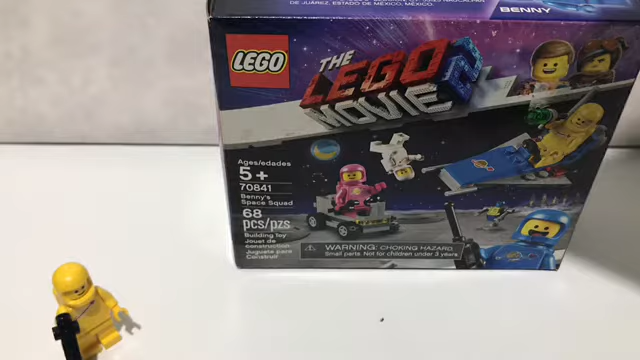 DE JUÁREZ, ESTADO DE MÉXICO, MÉXICO.
BENNY
LEGO
THE
LEGO
MOVIE 2
Ages/edades
5+
70841
Benny's
Space Squad
68
pcs/pzs
Building Toy
Jouet de
Construction
Juguete para
Construir
WARNING: CHOKING HAZARD.
Small parts. Not for children under 3 years